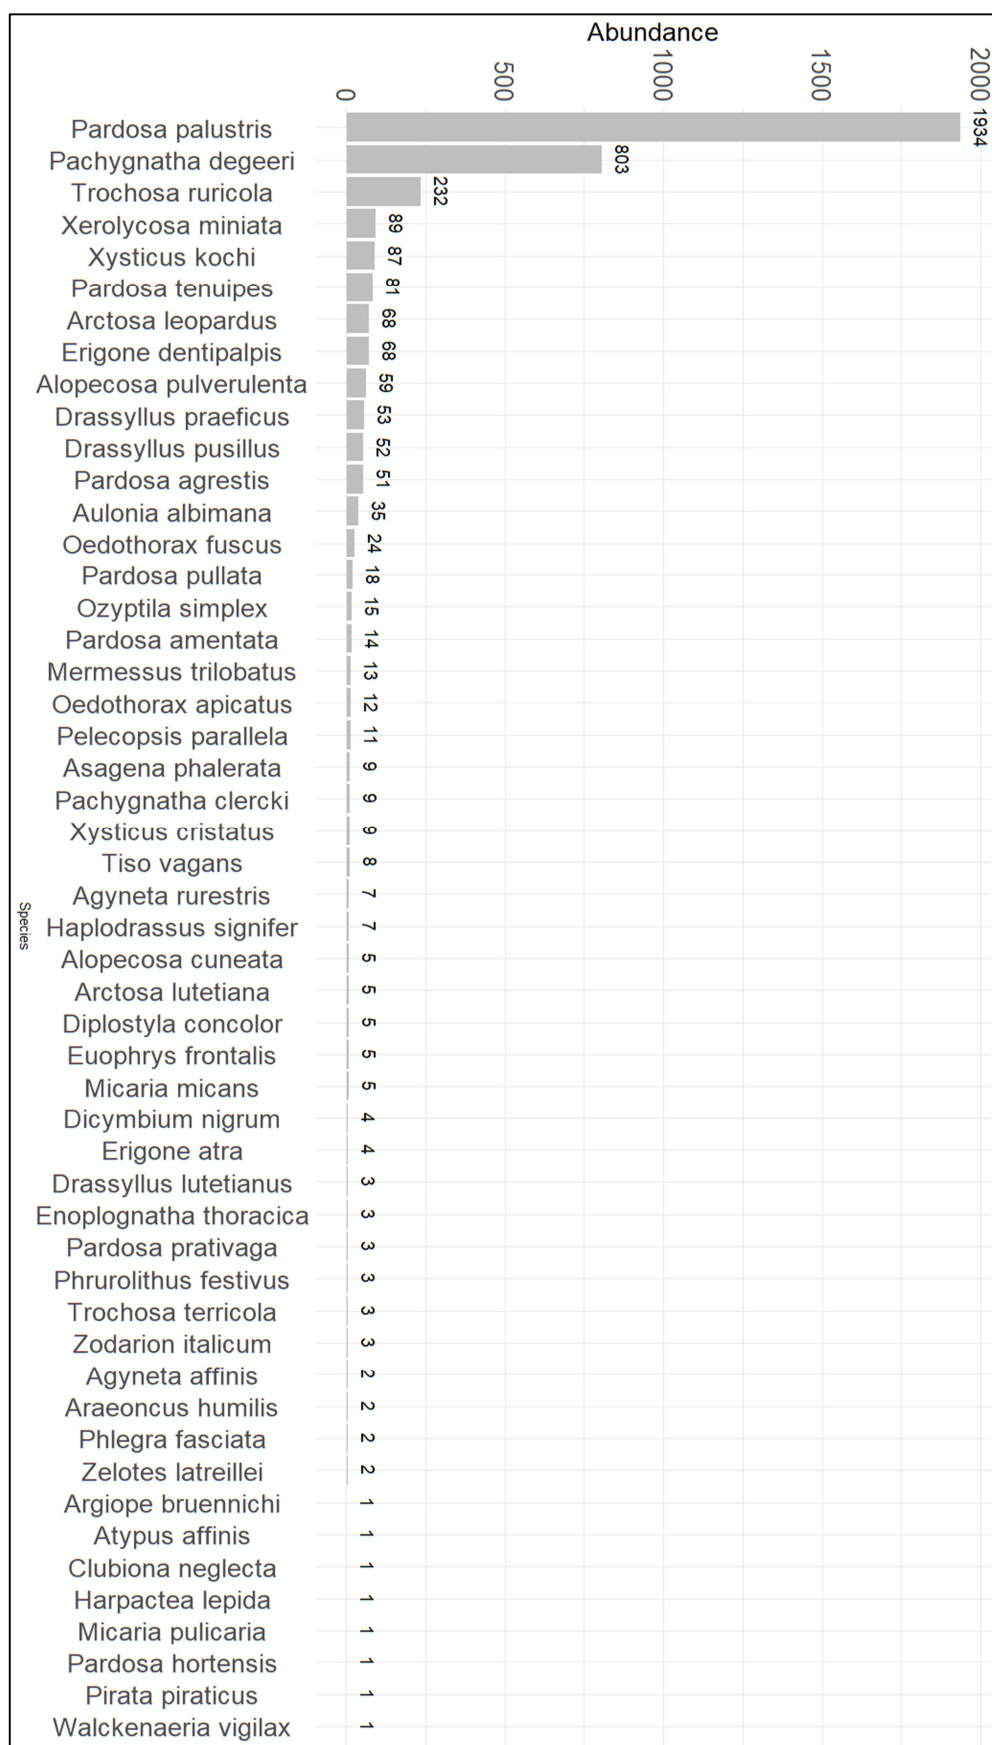 Abundance
0
500
1000
1500
2000
Pardosa palustris 1934
Pachygnatha degeeri 803
Trochosa ruricola 232
Xerolycosa miniata 89
Xysticus kochi 87
Pardosa tenuipes 81
Arctosa leopardus 68
Erigone dentipalpis 68
Alopecosa pulverulenta 59
Drassyllus praeficus 53
Drassyllus pusillus 52
Pardosa agrestis 51
Aulonia albimana 35
Oedothorax fuscus 24
Pardosa pullata 18
Ozyptila simplex 15
Pardosa amentata 14
Mermessus trilobatus 13
Oedothorax apicatus 12
Pelecopsis parallela 11
Asagena phalerata 9
Pachygnatha clercki 9
Xysticus cristatus 9
Tiso vagans 8
Agyneta rurestris 7
Haplodrassus signifer 7
Alopecosa cuneata 5
Arctosa lutetiana 5
Diplostyla concolor 5
Euophrys frontalis 5
Micaria micans 5
Dicymbium nigrum 4
Erigone atra 4
Drassyllus lutetianus 3
Enoplognatha thoracica 3
Pardosa prativaga 3
Phrurolithus festivus 3
Trochosa terricola 3
Zodarion italicum 3
Agyneta affinis 2
Araeoncus humilis 2
Phlegra fasciata 2
Zelotes latreillei 2
Argiope bruennichi 1
Atypus affinis 1
Clubiona neglecta 1
Harpactea lepida 1
Micaria pulicaria 1
Pardosa hortensis 1
Pirata piraticus 1
Walckenaeria vigilax 1
Species